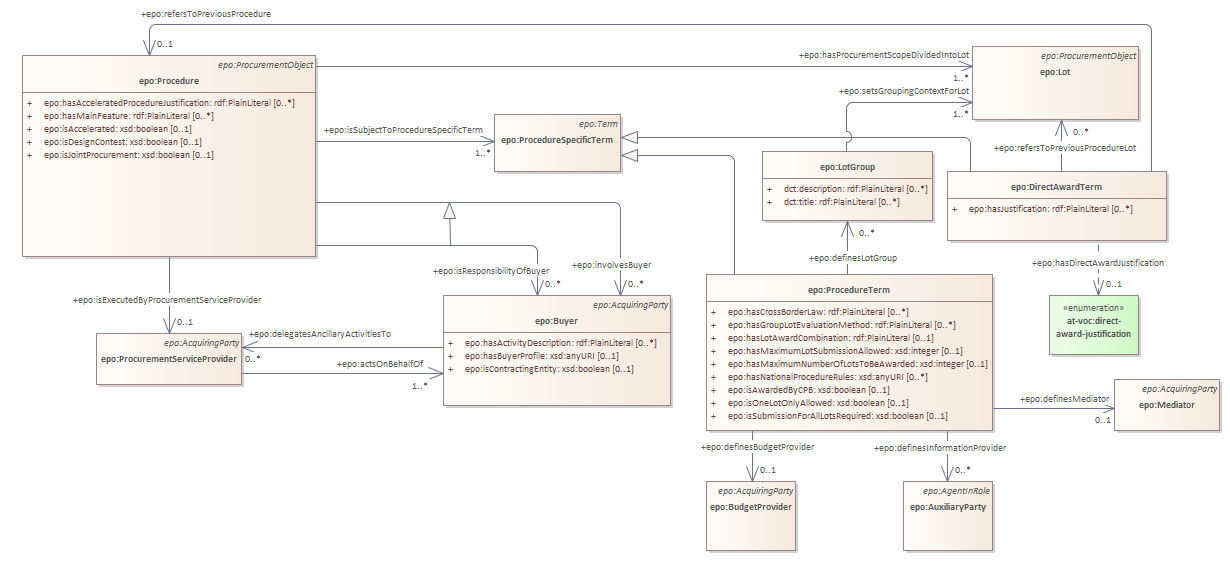 +epo:refersToPreviousProcedure
0..1
epo:ProcurementObject
epo:Procedure
+ epo:hasAcceleratedProcedureJustification: rdf:PlainLiteral [0..*]
+ epo:hasMainFeature: rdf:PlainLiteral [0..*]
+ epo:isAccelerated: xsd:boolean [0..1]
+ epo:isDesignContest: xsd:boolean [0..1]
+ epo:isJointProcurement: xsd:boolean [0..1]
+epo:hasProcurementScopeDividedIntoLot
1..*
+epo:setsGroupingContextForLot
1..*
epo:ProcurementObject
epo:Lot
+epo:isSubjectToProcedureSpecificTerm
1..*
epo:Term
epo:ProcedureSpecificTerm
0..*
+epo:refersToPreviousProcedureLot
epo:LotGroup
+ dct:description: rdf:PlainLiteral [0..*]
+ dct:title: rdf:PlainLiteral [0..*]
epo:DirectAwardTerm
+ epo:hasJustification: rdf:PlainLiteral [0..*]
0..*
+epo:definesLotGroup
+epo:hasDirectAwardJustification
0..1
«enumeration»
at-voc:direct-
award-justification
+epo:isResponsibilityOfBuyer
0..*
+epo:involvesBuyer
0..*
+epo:isExecutedByProcurementServiceProvider
0..1
epo:AcquiringParty
epo:ProcurementServiceProvider
+epo:delegatesAncillaryActivitiesTo
0..*
+epo:actsOnBehalfOf
1..*
epo:AcquiringParty
epo:Buyer
+ epo:hasActivityDescription: rdf:PlainLiteral [0..*]
+ epo:hasBuyerProfile: xsd:anyURI [0..1]
+ epo:isContractingEntity: xsd:boolean [0..1]
epo:ProcedureTerm
+ epo:hasCrossBorderLaw: rdf:PlainLiteral [0..*]
+ epo:hasGroupLotEvaluationMethod: rdf:PlainLiteral [0..*]
+ epo:hasLotAwardCombination: rdf:PlainLiteral [0..1]
+ epo:hasMaximumLotSubmissionAllowed: xsd:integer [0..1]
+ epo:hasMaximumNumberOfLotsToBeAwarded: xsd:integer [0..1]
+ epo:hasNationalProcedureRules: xsd:anyURI [0..*]
+ epo:isAwardedByCPB: xsd:boolean [0..1]
+ epo:isOneLotOnlyAllowed: xsd:boolean [0..1]
+ epo:isSubmissionForAllLotsRequired: xsd:boolean [0..1]
+epo:definesMediator
0..1
epo:AcquiringParty
epo:Mediator
+epo:definesBudgetProvider
0..1
epo:AcquiringParty
epo:BudgetProvider
+epo:definesInformationProvider
0..*
epo:AgentInRole
epo:AuxiliaryParty